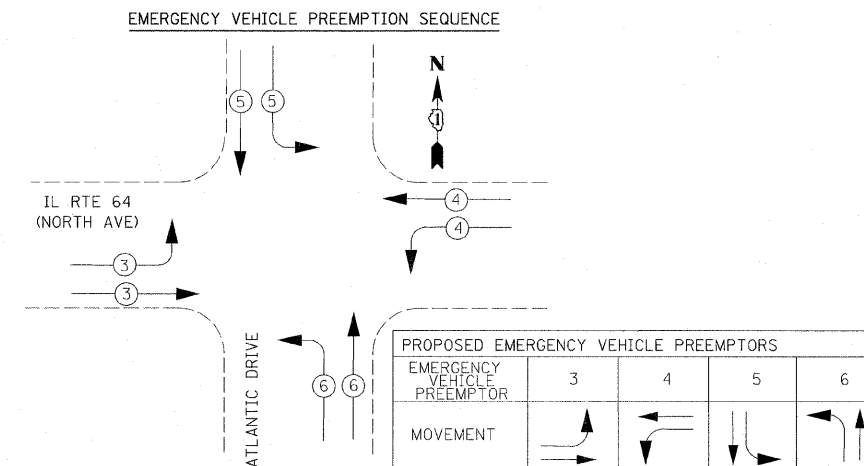 EMERGENCY VEHICLE PREEMPTION SEQUENCE
N
5 5
IL RTE 64
(NORTH AVE)
4
4
3
3
6 6
ATLANTIC DRIVE
PROPOSED EMERGENCY VEHICLE PREEMPTORS
EMERGENCY
VEHICLE
PREEMPTOR
3 4 5 6
MOVEMENT